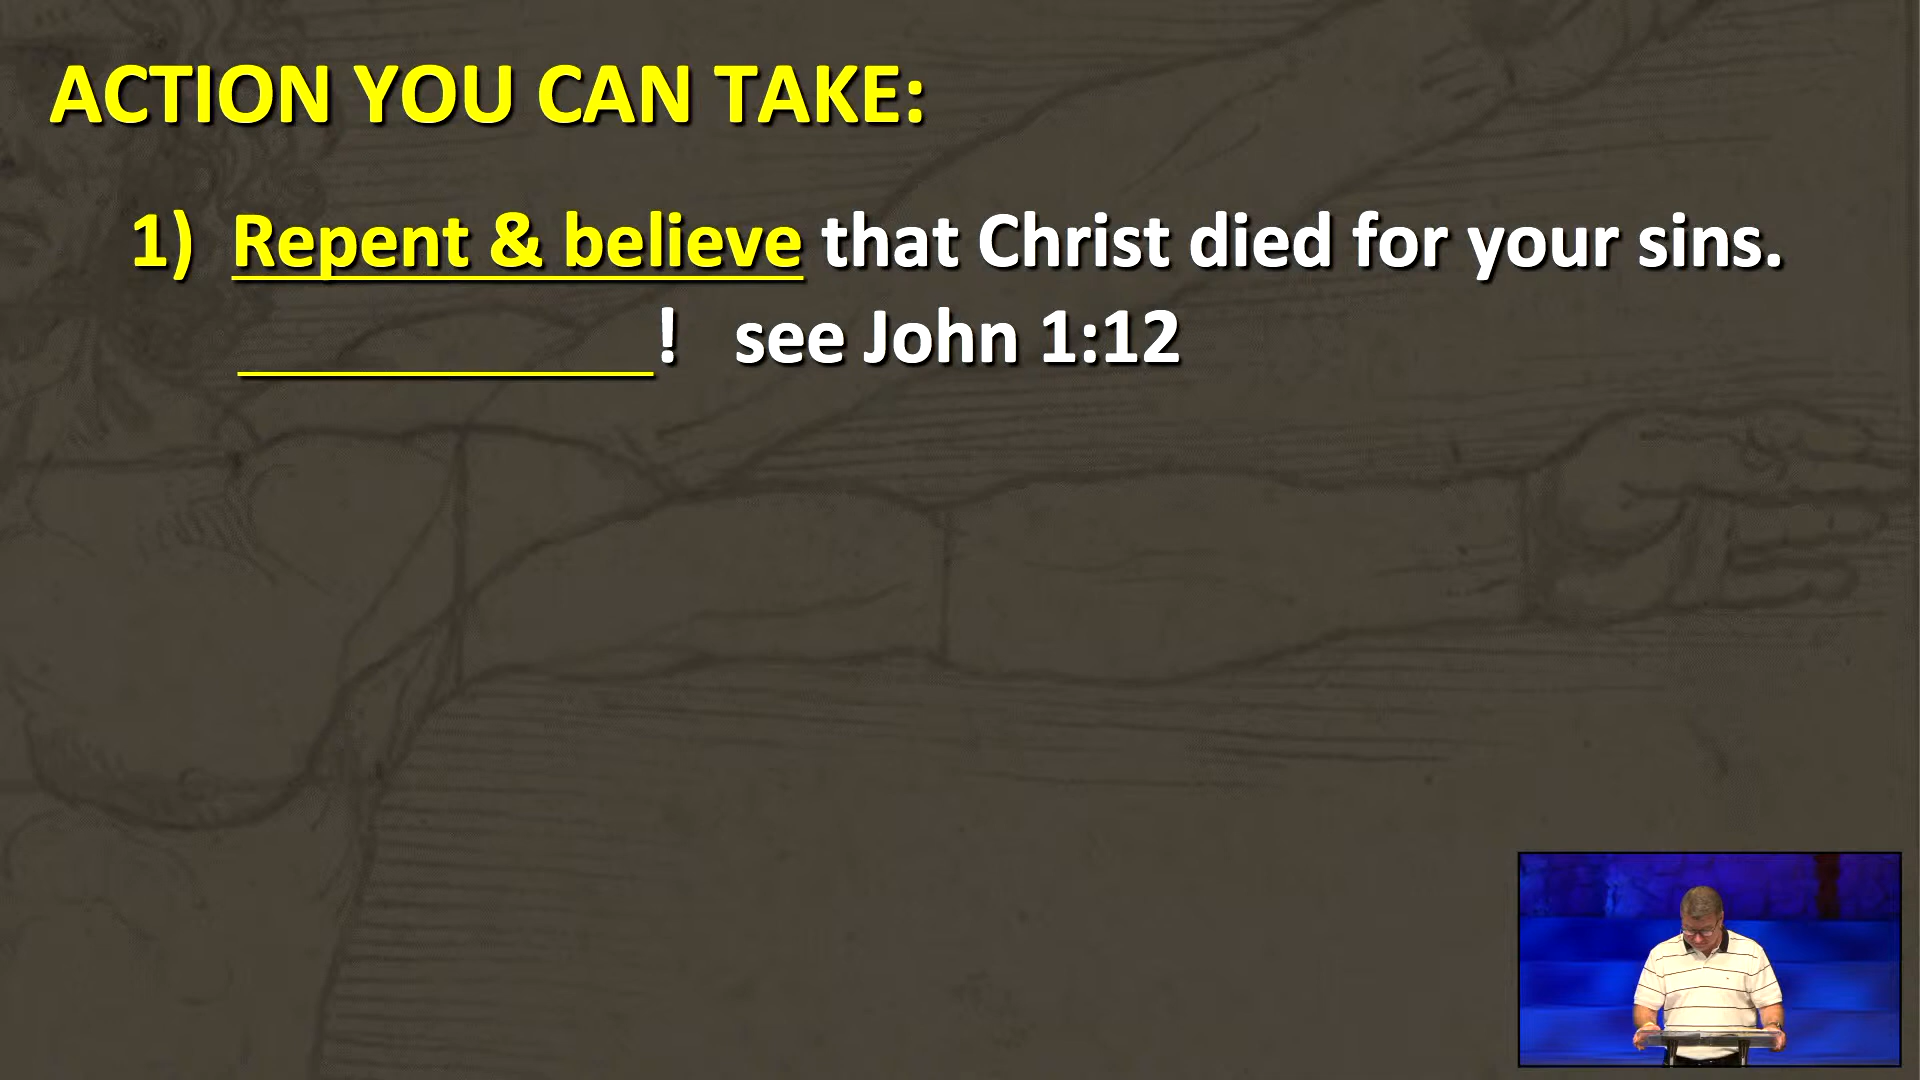 ACTION YOU CAN TAKE:
1) Repent & believe that Christ died for your sins.
____________! see John 1:12